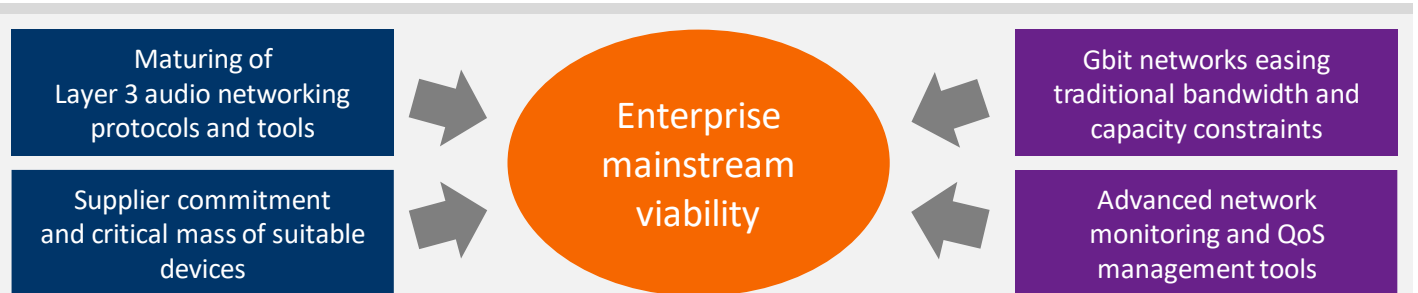 Maturing of
Layer 3 audio networking
protocols and tools
Supplier commitment
and critical mass of suitable
devices
Enterprise
mainstream
viability
Gbit networks easing
traditional bandwidth and
capacity constraints
Advanced network
monitoring and QoS
management tools